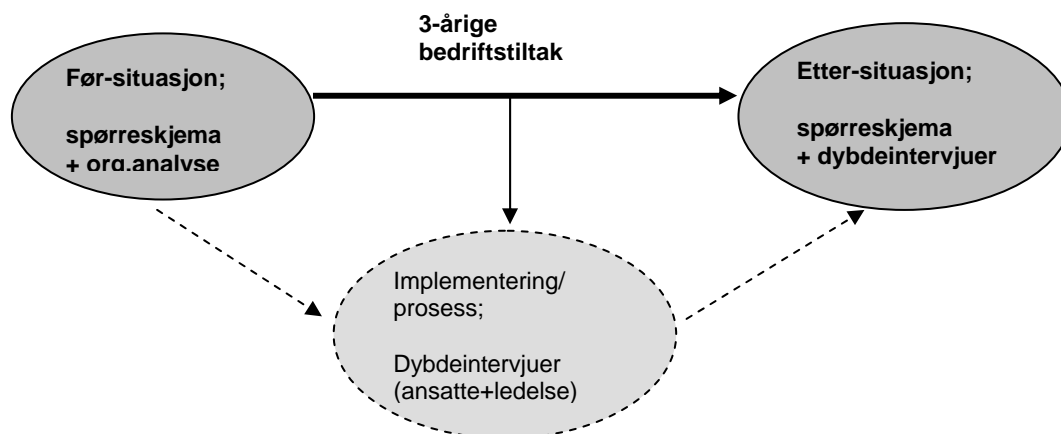 3-årige
bedriftstiltak
Før-situasjon;
spørreskjema
+ org.analyse
Etter-situasjon;
spørreskjema
+ dybdeintervjuer
Implementering/
prosess;
Dybdeintervjuer
(ansatte+ledelse)